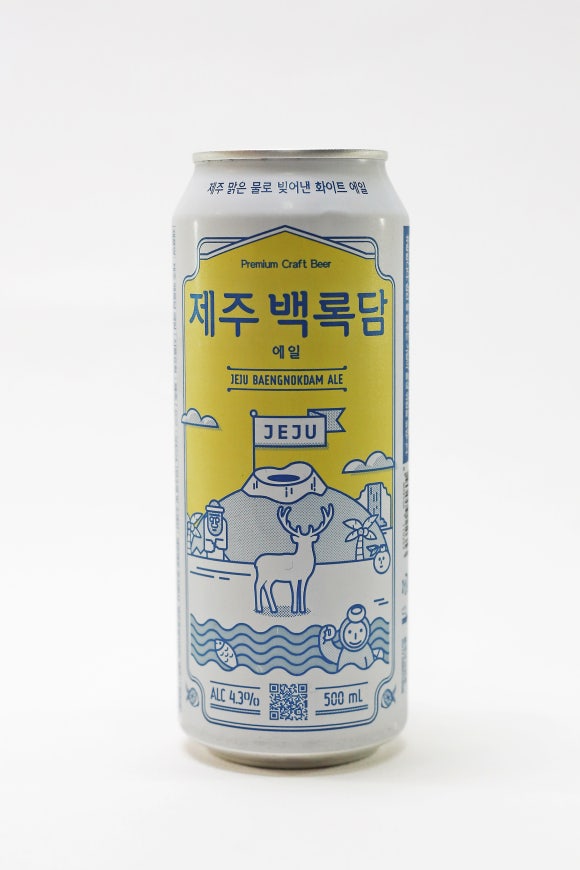 제주 맑은 물로 빚어낸 화이트 에일
Premium Craft Beer
제주 백록담
에일
JEJU BAENGNOKDAM ALE
JEJU
ALC 4.3%
500 mL